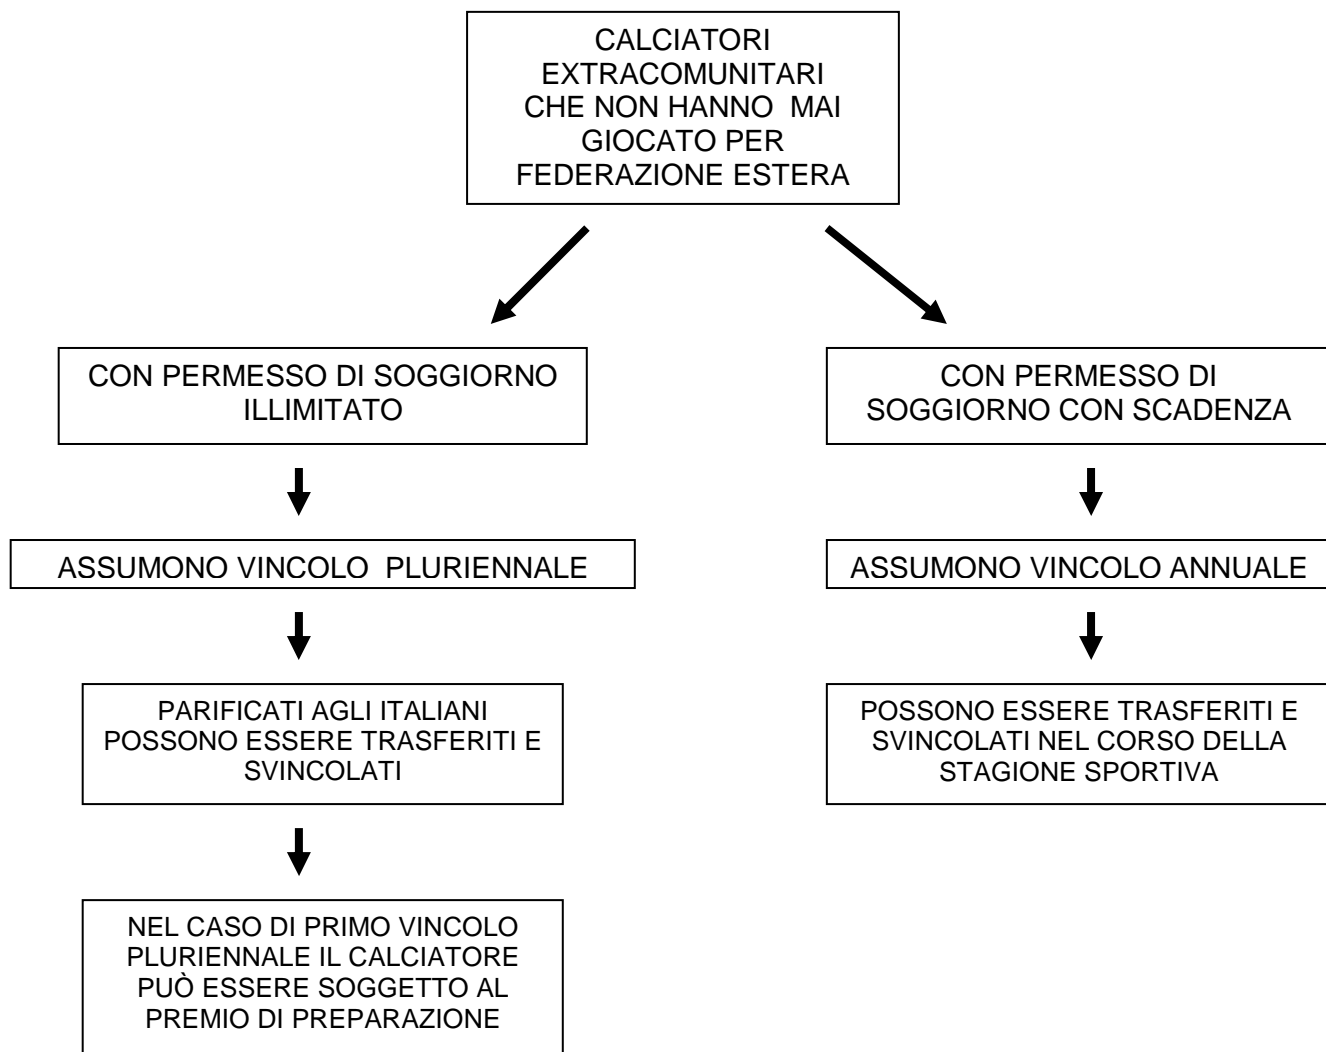 CALCIATORI
EXTRACOMUNITARI
CHE NON HANNO MAI
GIOCATO PER
FEDERAZIONE ESTERA
CON PERMESSO DI SOGGIORNO
ILLIMITATO
CON PERMESSO DI
SOGGIORNO CON SCADENZA
ASSUMONO VINCOLO PLURIENNALE
ASSUMONO VINCOLO ANNUALE
PARIFICATI AGLI ITALIANI
POSSONO ESSERE TRASFERITI E
SVINCOLATI
POSSONO ESSERE TRASFERITI E
SVINCOLATI NEL CORSO DELLA
STAGIONE SPORTIVA
NEL CASO DI PRIMO VINCOLO
PLURIENNALE IL CALCIATORE
PUÒ ESSERE SOGGETTO AL
PREMIO DI PREPARAZIONE